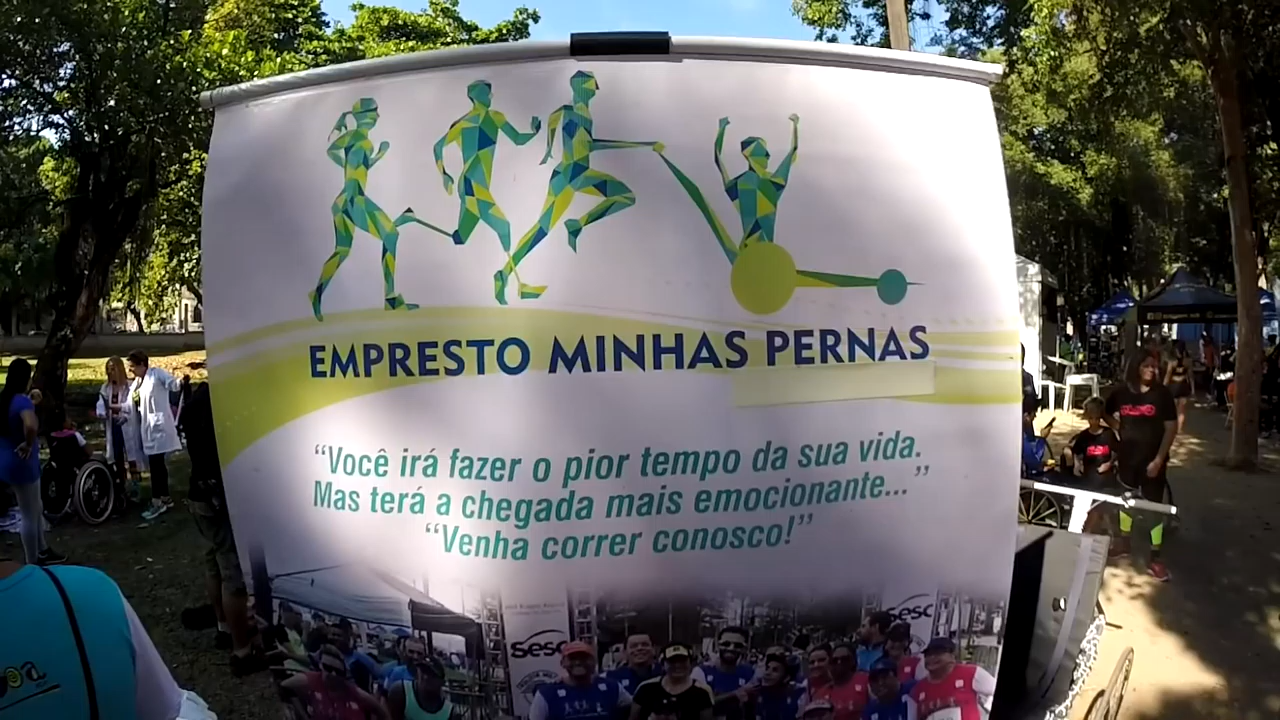 EMPRESTO MINHAS PERNAS
“Você irá fazer o pior tempo da sua vida.
Mas terá a chegada mais emocionante...”
“Venha correr conosco!”
Sesc
Sesc